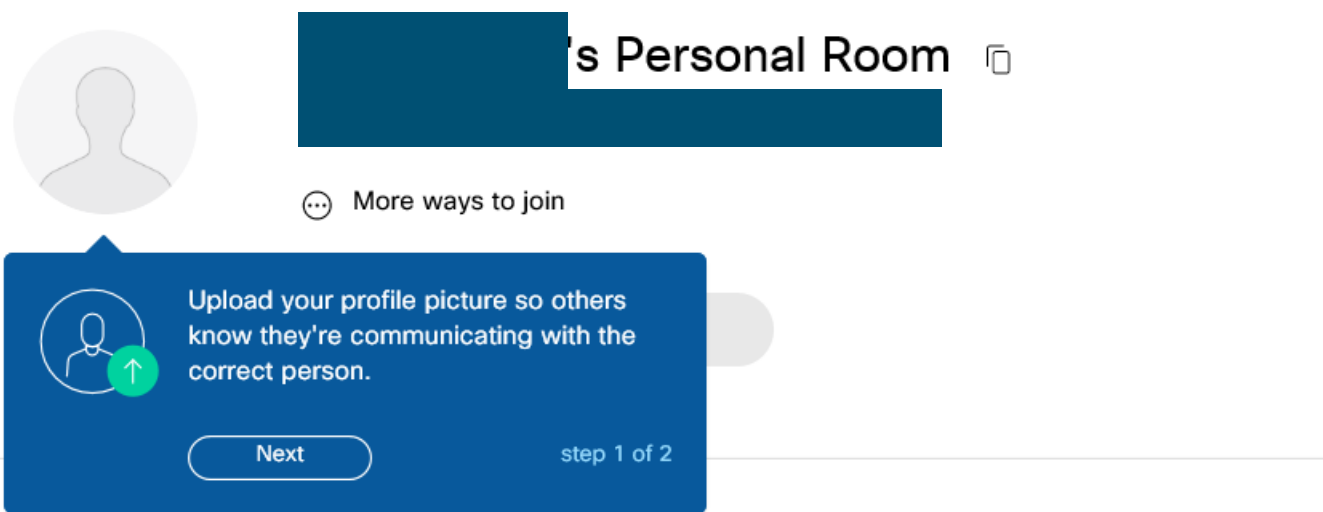 's Personal Room
More ways to join
Upload your profile picture so others
know they're communicating with the
correct person.
Next
step 1 of 2